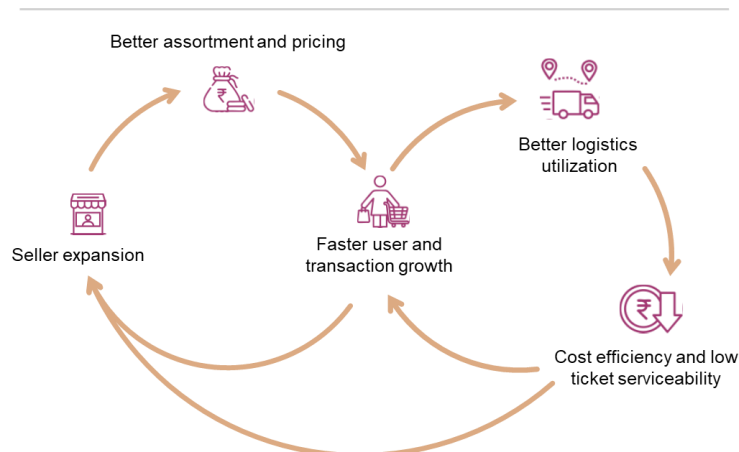 Better assortment and pricing
₹
Better logistics
utilization
Seller expansion
Faster user and
transaction growth
₹
Cost efficiency and low
ticket serviceability